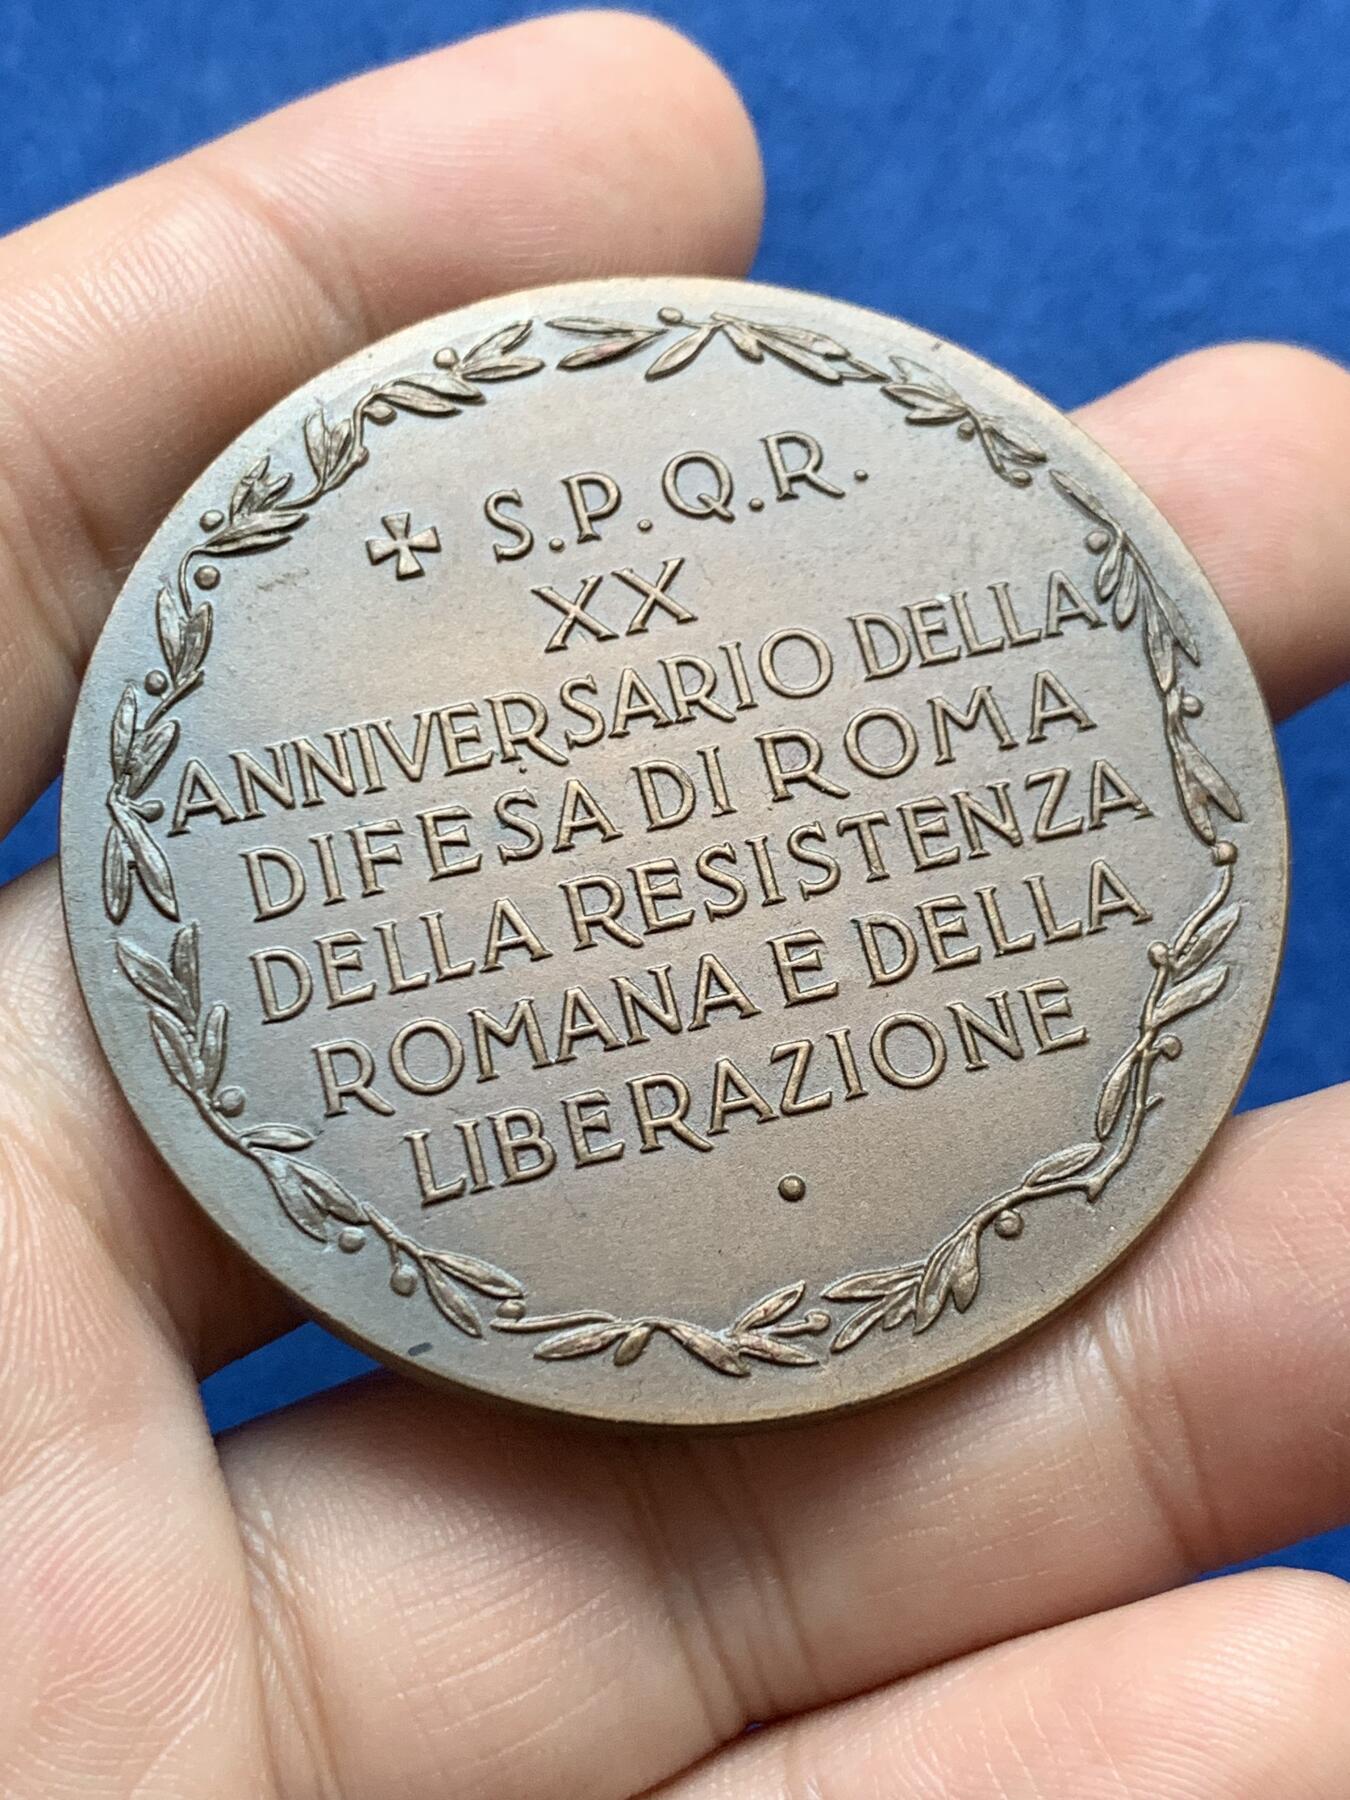 ✠ S.P.Q.R.
XX
ANNIVERSARIO DELLA
DIFESA DI ROMA
DELLA RESISTENZA
ROMANA E DELLA
LIBERAZIONE